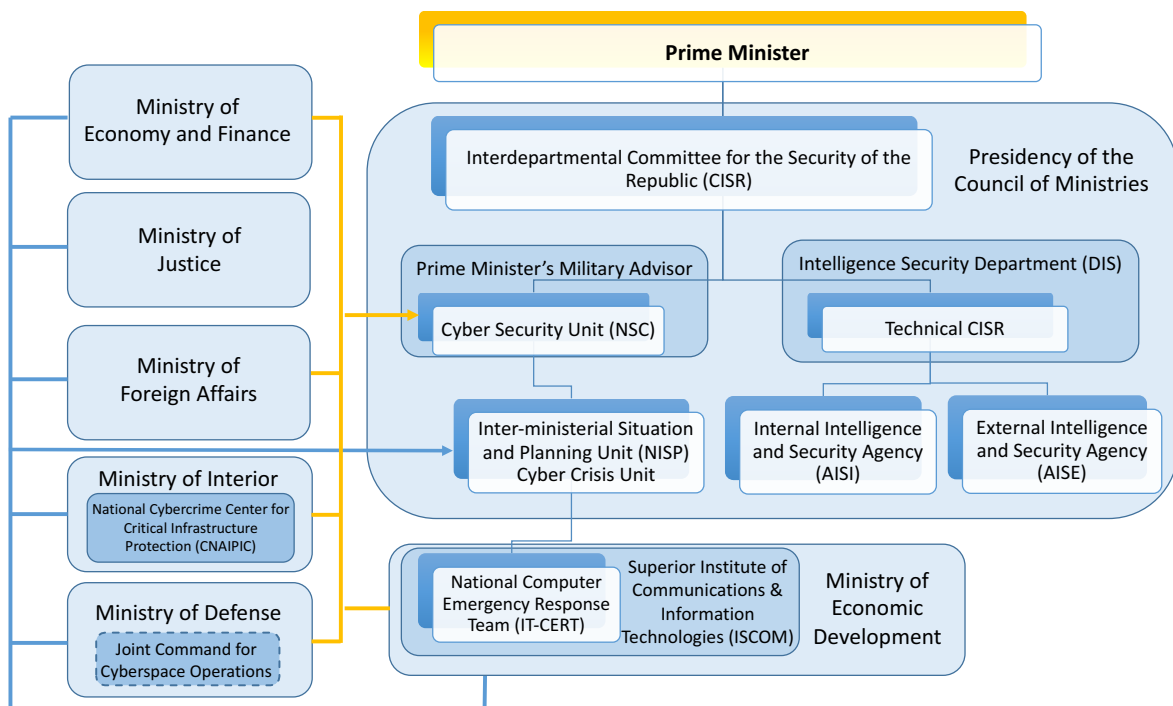 Prime Minister
Ministry of
Economy and Finance
Interdepartmental Committee for the Security of the
Republic (CISR)
Presidency of the
Council of Ministries
Ministry of
Justice
Prime Minister’s Military Advisor
Cyber Security Unit (NSC)
Intelligence Security Department (DIS)
Technical CISR
Ministry of
Foreign Affairs
Inter-ministerial Situation
and Planning Unit (NISP)
Cyber Crisis Unit
Internal Intelligence
and Security Agency
(AISI)
External Intelligence
and Security Agency
(AISE)
Ministry of Interior
National Cybercrime Center for
Critical Infrastructure
Protection (CNAIPIC)
National Computer
Emergency Response
Team (IT-CERT)
Superior Institute of
Communications &
Information
Technologies (ISCOM)
Ministry of
Economic
Development
Ministry of Defense
Joint Command for
Cyberspace Operations